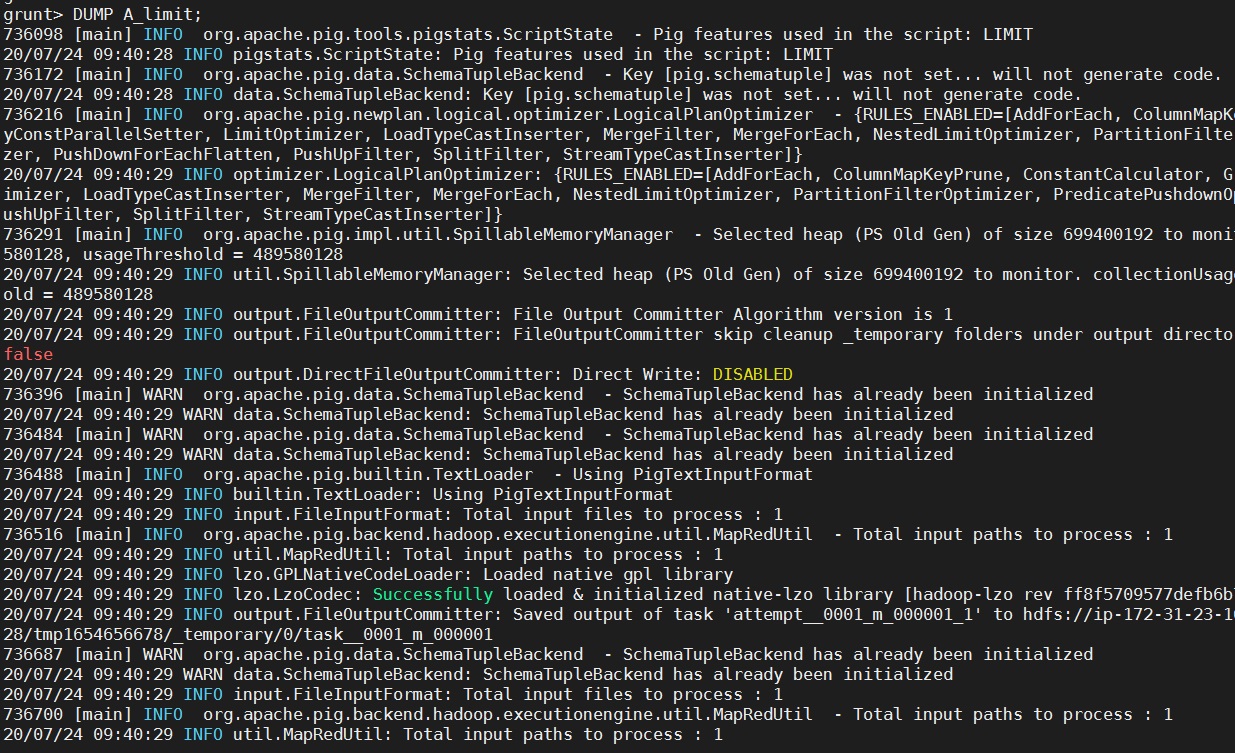 grunt> DUMP A_limit;
736098 [main] INFO  org.apache.pig.tools.pigstats.ScriptState  - Pig features used in the script: LIMIT
20/07/24 09:40:28 INFO pigstats.ScriptState: Pig features used in the script: LIMIT
736172 [main] INFO  org.apache.pig.data.SchemaTupleBackend  - Key [pig.schematuple] was not set... will not generate code.
20/07/24 09:40:28 INFO data.SchemaTupleBackend: Key [pig.schematuple] was not set... will not generate code.
736216 [main] INFO  org.apache.pig.newplan.logical.optimizer.LogicalPlanOptimizer  - {RULES_ENABLED=[AddForEach, ColumnMapK
yConstParallelSetter, LimitOptimizer, LoadTypeCastInserter, MergeFilter, MergeForEach, NestedLimitOptimizer, PartitionFilte
zer, PushDownForEachFlatten, PushUpFilter, SplitFilter, StreamTypeCastInserter]}
20/07/24 09:40:29 INFO optimizer.LogicalPlanOptimizer: {RULES_ENABLED=[AddForEach, ColumnMapKeyPrune, ConstantCalculator, G
imizer, LoadTypeCastInserter, MergeFilter, MergeForEach, NestedLimitOptimizer, PartitionFilterOptimizer, PredicatePushdownO
ushUpFilter, SplitFilter, StreamTypeCastInserter]}
736291 [main] INFO  org.apache.pig.impl.util.SpillableMemoryManager  - Selected heap (PS Old Gen) of size 699400192 to moni
580128, usageThreshold = 489580128
20/07/24 09:40:29 INFO util.SpillableMemoryManager: Selected heap (PS Old Gen) of size 699400192 to monitor. collectionUsag
old = 489580128
20/07/24 09:40:29 INFO output.FileOutputCommitter: File Output Committer Algorithm version is 1
20/07/24 09:40:29 INFO output.FileOutputCommitter: FileOutputCommitter skip cleanup _temporary folders under output directo
false
20/07/24 09:40:29 INFO output.DirectFileOutputCommitter: Direct Write: DISABLED
736396 [main] WARN  org.apache.pig.data.SchemaTupleBackend  - SchemaTupleBackend has already been initialized
20/07/24 09:40:29 WARN data.SchemaTupleBackend: SchemaTupleBackend has already been initialized
736484 [main] WARN  org.apache.pig.data.SchemaTupleBackend  - SchemaTupleBackend has already been initialized
20/07/24 09:40:29 WARN data.SchemaTupleBackend: SchemaTupleBackend has already been initialized
736488 [main] INFO  org.apache.pig.builtin.TextLoader  - Using PigTextInputFormat
20/07/24 09:40:29 INFO builtin.TextLoader: Using PigTextInputFormat
20/07/24 09:40:29 INFO input.FileInputFormat: Total input files to process : 1
736516 [main] INFO  org.apache.pig.backend.hadoop.executionengine.util.MapRedUtil  - Total input paths to process : 1
20/07/24 09:40:29 INFO util.MapRedUtil: Total input paths to process : 1
20/07/24 09:40:29 INFO lzo.GPLNativeCodeLoader: Loaded native gpl library
20/07/24 09:40:29 INFO lzo.LzoCodec: Successfully loaded & initialized native-lzo library [hadoop-lzo rev ff8f5709577defb6b
20/07/24 09:40:29 INFO output.FileOutputCommitter: Saved output of task 'attempt__0001_m_000001_1' to hdfs://ip-172-31-23-1
28/tmp1654656678/_temporary/0/task__0001_m_000001
736687 [main] WARN  org.apache.pig.data.SchemaTupleBackend  - SchemaTupleBackend has already been initialized
20/07/24 09:40:29 WARN data.SchemaTupleBackend: SchemaTupleBackend has already been initialized
20/07/24 09:40:29 INFO input.FileInputFormat: Total input files to process : 1
736700 [main] INFO  org.apache.pig.backend.hadoop.executionengine.util.MapRedUtil  - Total input paths to process : 1
20/07/24 09:40:29 INFO util.MapRedUtil: Total input paths to process : 1